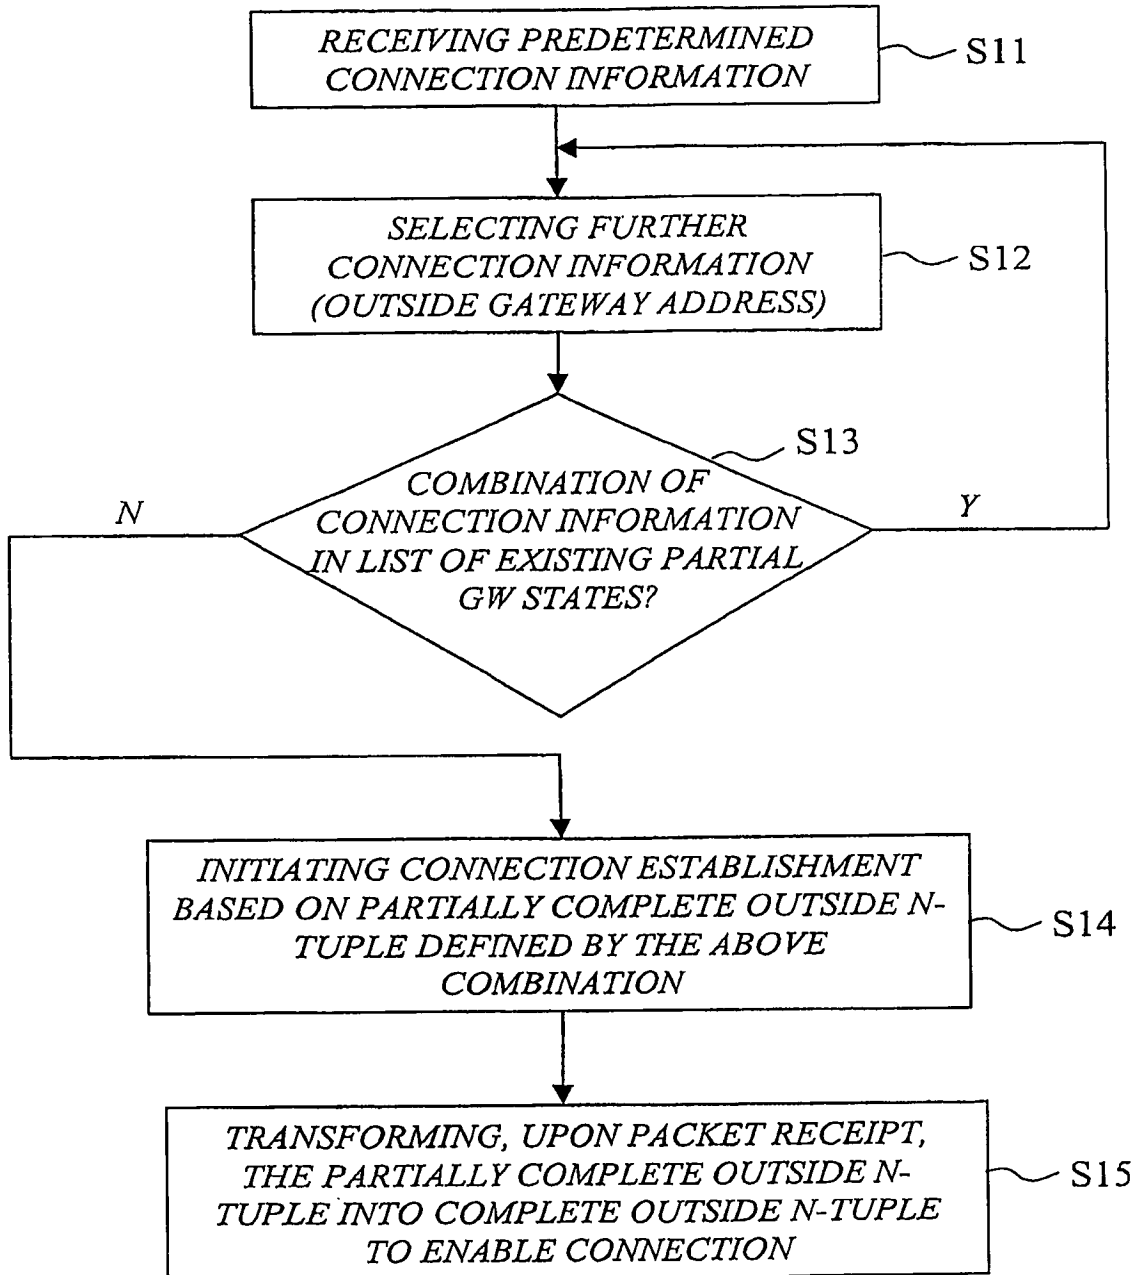 RECEIVING PREDETERMINED
CONNECTION INFORMATION
S11
SELECTING FURTHER
CONNECTION INFORMATION
(OUTSIDE GATEWAY ADDRESS)
S12
S13
COMBINATION OF
CONNECTION INFORMATION
IN LIST OF EXISTING PARTIAL
GW STATES?
N
Y
INITIATING CONNECTION ESTABLISHMENT
BASED ON PARTIALLY COMPLETE OUTSIDE N-
TUPLE DEFINED BY THE ABOVE
COMBINATION
S14
TRANSFORMING, UPON PACKET RECEIPT,
THE PARTIALLY COMPLETE OUTSIDE N-
TUPLE INTO COMPLETE OUTSIDE N-TUPLE
TO ENABLE CONNECTION
S15